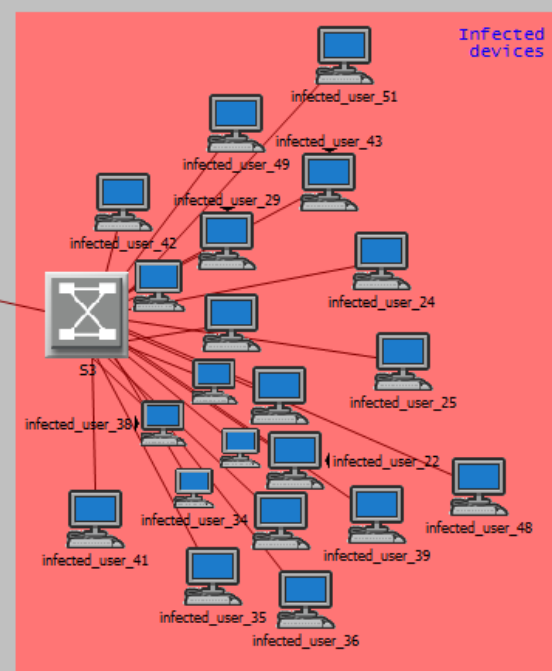 Infected
devices
infected_user_51
infected_user_43
infected_user_49
infected_user_29
infected_user_42
infected_user_24
S3
infected_user_25
infected_user_38
infected_user_22
infected_user_34
infected_user_48
infected_user_41
infected_user_39
infected_user_35
infected_user_36